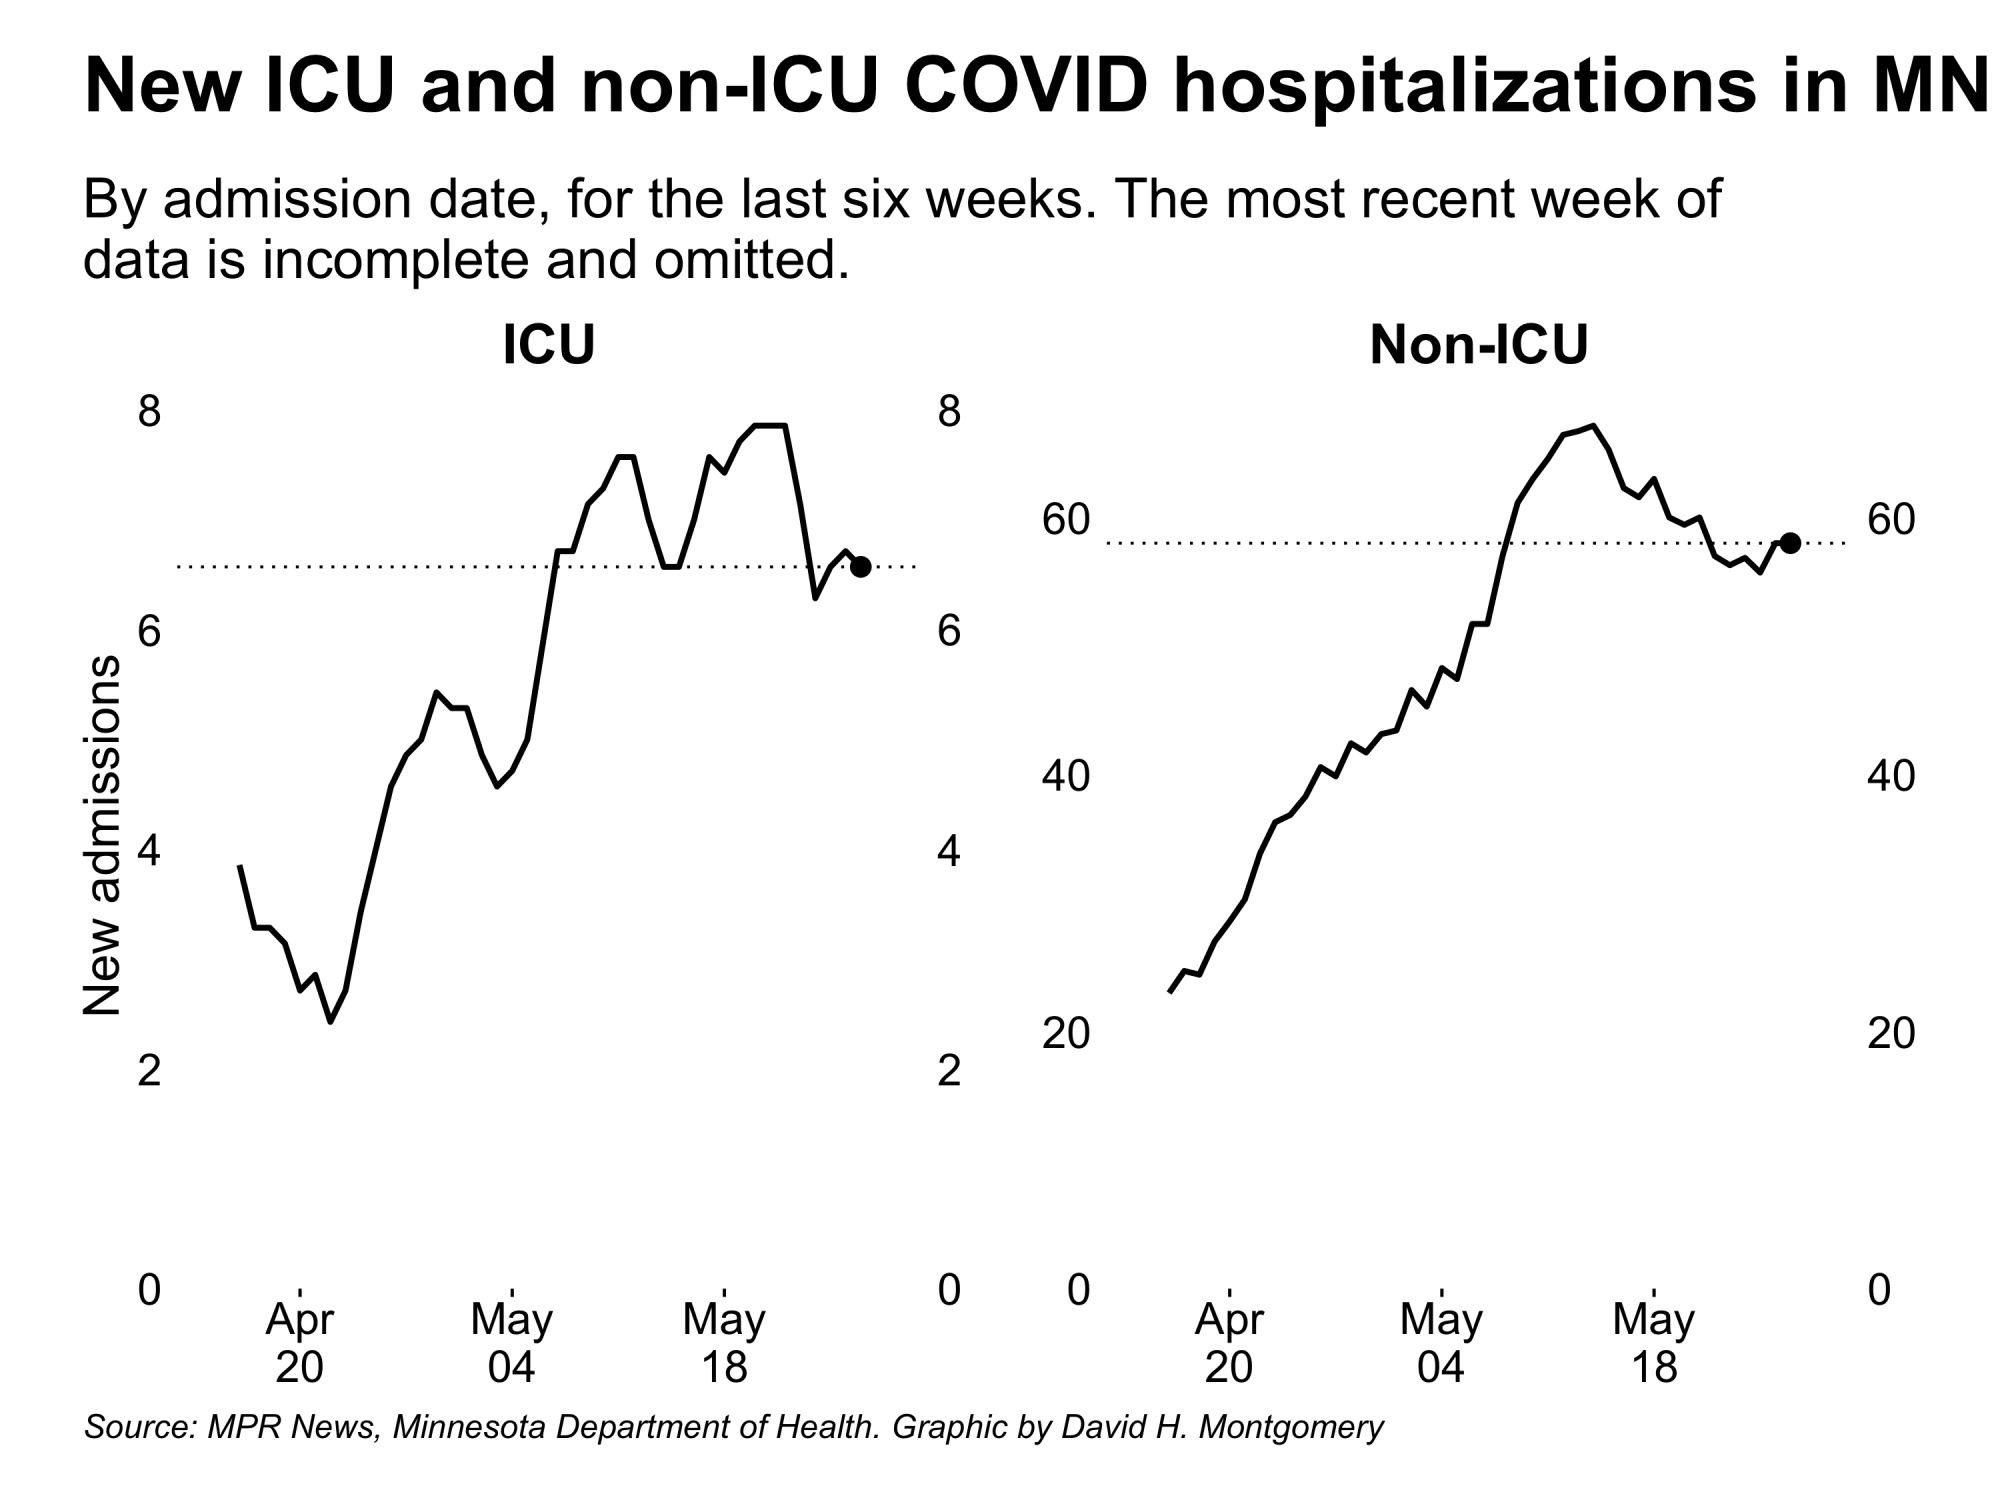 New ICU and non-ICU COVID hospitalizations in MN
By admission date, for the last six weeks. The most recent week of
data is incomplete and omitted.
ICU
Non-ICU
New admissions
8
6
4
2
0
8
6
4
2
0
60
40
20
0
60
40
20
0
Apr
20
May
04
May
18
Apr
20
May
04
May
18
Source: MPR News, Minnesota Department of Health. Graphic by David H. Montgomery